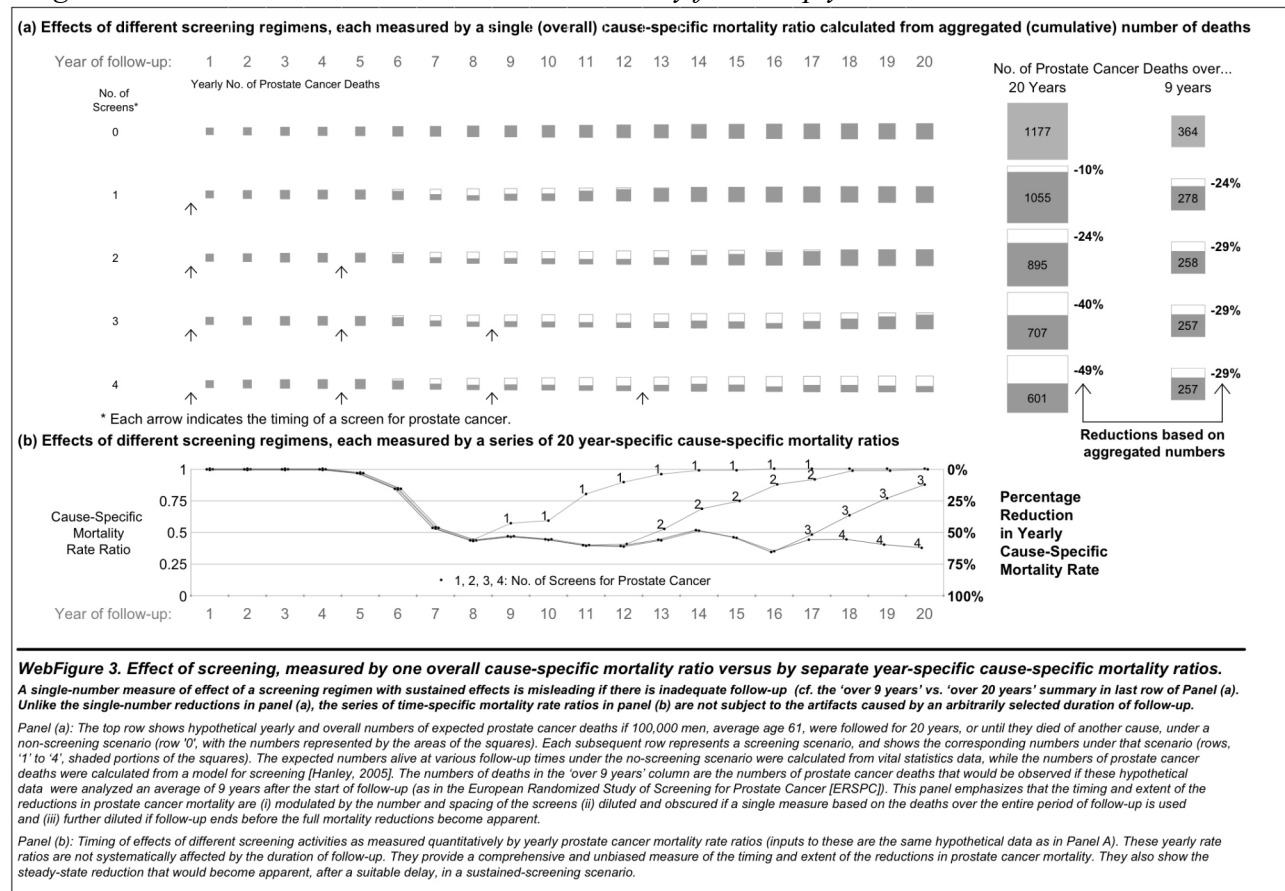 (a) Effects of different screening regimens, each measured by a single (overall) cause-specific mortality ratio calculated from aggregated (cumulative) number of deaths
Year of follow-up: 1 2 3 4 5 6 7 8 9 10 11 12 13 14 15 16 17 18 19 20
No. of Prostate Cancer Deaths over...
20 Years 9 years
Yearly No. of Prostate Cancer Deaths
No. of
Screens*
0 1177 364
-10% -24%
1 1055 278
-24% -29%
2 895 258
-40% -29%
3 707 257
-49% -29%
4 601 257
* Each arrow indicates the timing of a screen for prostate cancer.
Reductions based on
aggregated numbers
(b) Effects of different screening regimens, each measured by a series of 20 year-specific cause-specific mortality ratios
1 0%
0.75 25%
0.5 50%
0.25 75%
0 100%
Cause-Specific
Mortality
Rate Ratio
1 1 1 1 1 1 1 1 1
2 2 2 2 2
3 3 3 3
4 4 4
• 1, 2, 3, 4: No. of Screens for Prostate Cancer
Percentage
Reduction
in Yearly
Cause-Specific
Mortality Rate
Year of follow-up: 1 2 3 4 5 6 7 8 9 10 11 12 13 14 15 16 17 18 19 20
WebFigure 3. Effect of screening, measured by one overall cause-specific mortality ratio versus by separate year-specific cause-specific mortality ratios.
A single-number measure of effect of a screening regimen with sustained effects is misleading if there is inadequate follow-up (cf. the 'over 9 years' vs. 'over 20 years' summary in last row of Panel (a).
Unlike the single-number reductions in panel (a), the series of time-specific mortality rate ratios in panel (b) are not subject to the artifacts caused by an arbitrarily selected duration of follow-up.
Panel (a): The top row shows hypothetical yearly and overall numbers of expected prostate cancer deaths if 100,000 men, average age 61, were followed for 20 years, or until they died of another cause, under a
non-screening scenario (row '0', with the numbers represented by the areas of the squares). Each subsequent row represents a screening scenario, and shows the corresponding numbers under that scenario (rows,
'1' to '4', shaded portions of the squares). The expected numbers alive at various follow-up times under the no-screening scenario were calculated from vital statistics data, while the numbers of prostate cancer
deaths were calculated from a model for screening [Hanley, 2005]. The numbers of deaths in the 'over 9 years' column are the numbers of prostate cancer deaths that would be observed if these hypothetical
data were analyzed an average of 9 years after the start of follow-up (as in the European Randomized Study of Screening for Prostate Cancer [ERSPC]). This panel emphasizes that the timing and extent of the
reductions in prostate cancer mortality are (i) modulated by the number and spacing of the screens (ii) diluted and obscured if a single measure based on the deaths over the entire period of follow-up is used
and (iii) further diluted if follow-up ends before the full mortality reductions become apparent.
Panel (b): Timing of effects of different screening activities as measured quantitatively by yearly prostate cancer mortality rate ratios (inputs to these are the same hypothetical data as in Panel A). These yearly rate
ratios are not systematically affected by the duration of follow-up. They provide a comprehensive and unbiased measure of the timing and extent of the reductions in prostate cancer mortality. They also show the
steady-state reduction that would become apparent, after a suitable delay, in a sustained-screening scenario.